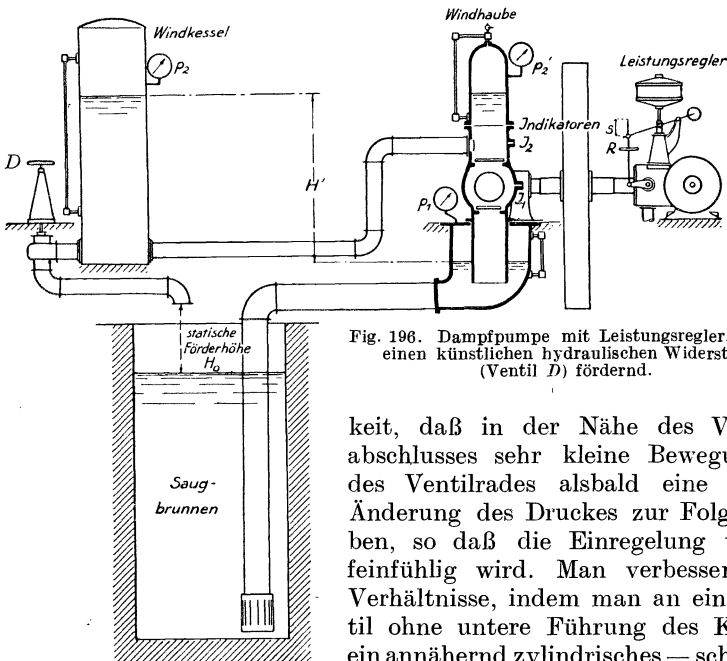 Windhaube
Windkessel
P₂
P₂'
Leistungsregler
Indikatoren
J₂
S
R
D
H'
P₁
J₁
statische
Förderhöhe
H₀
Saug-
brunnen
Fig. 196. Dampfpumpe mit Leistungsregler.
einen künstlichen hydraulischen Widerst
(Ventil D) fördernd.
keit, daß in der Nähe des V
abschlusses sehr kleine Bewegu
des Ventilrades alsbald eine
Änderung des Druckes zur Folg
ben, so daß die Einregelung
feinfühlig wird. Man verbesser
Verhältnisse, indem man an ein
til ohne untere Führung des K
ein annähernd zylindrisches — sch